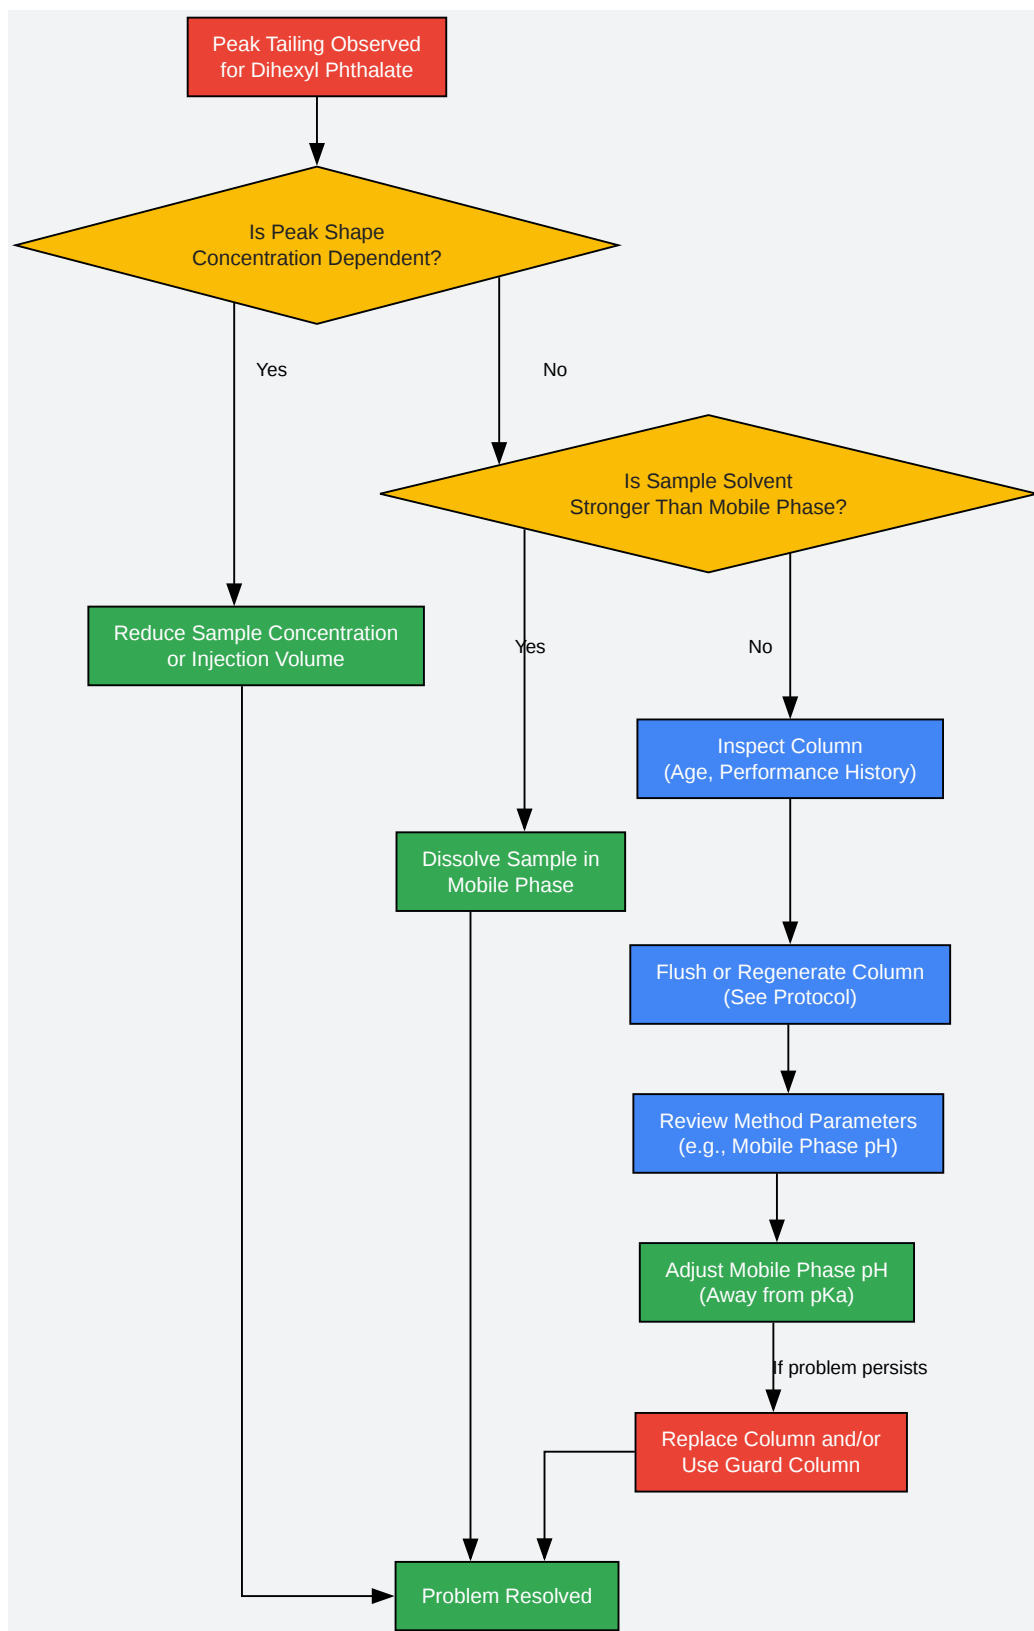 Peak Tailing Observed
for Dihexyl Phthalate
Is Peak Shape
Concentration Dependent?
Yes
No
Is Sample Solvent
Stronger Than Mobile Phase?
Reduce Sample Concentration
or Injection Volume
Yes
No
Inspect Column
(Age, Performance History)
Dissolve Sample in
Mobile Phase
Flush or Regenerate Column
(See Protocol)
Review Method Parameters
(e.g., Mobile Phase pH)
Adjust Mobile Phase pH
(Away from pKa)
If problem persists
Replace Column and/or
Use Guard Column
Problem Resolved